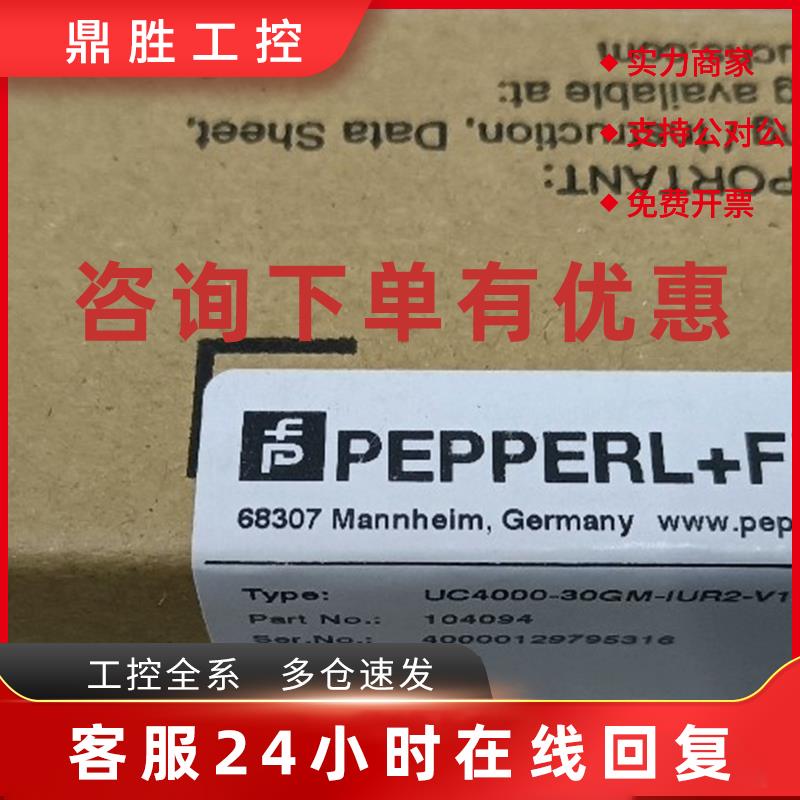 鼎胜工控
实力商家
支持公对公
免费开票
PORTANT:
struction, Data Sheet,
g available at:
咨询下单有优惠
PEPPERL+F
68307 Mannheim, Germany www.pep
Type: UC4000-30GM-IUR2-V1
Part No.: 104094
Ser.No.: 40000129795316
工控全系 多仓速发
客服24小时在线回复